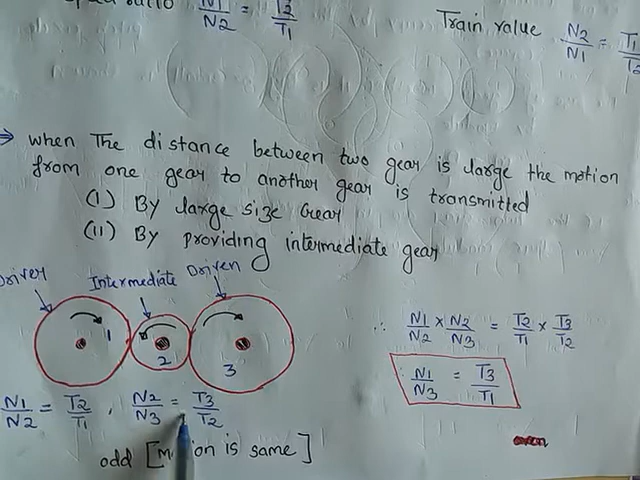 ratio N1/N2 = T2/T1
Train value N2/N1 = T1/T2
⇒ when The distance between two gear is large the motion
from one gear to another gear is transmitted
(I) By large size Gear
(II) By providing intermediate gear
Driver Intermediate Driven
1 2 3
N1/N2 = T2/T1 , N2/N3 = T3/T2
∴ N1/N2 × N2/N3 = T2/T1 × T3/T2
∴ N1/N3 = T3/T1
odd [M on is same]